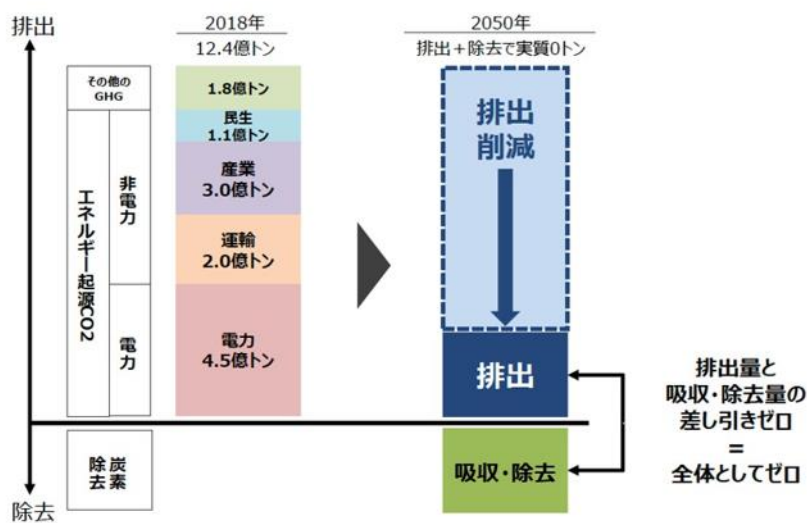 排出
2018年
12.4億トン
2050年
排出＋除去で実質0トン
その他の
GHG
エネルギー起源CO2
非電力
電力
1.8億トン
民生
1.1億トン
産業
3.0億トン
運輸
2.0億トン
電力
4.5億トン
排出
削減
排出
排出量と
吸収・除去量の
差し引きゼロ
=
全体としてゼロ
炭素
除去
吸収・除去
除去